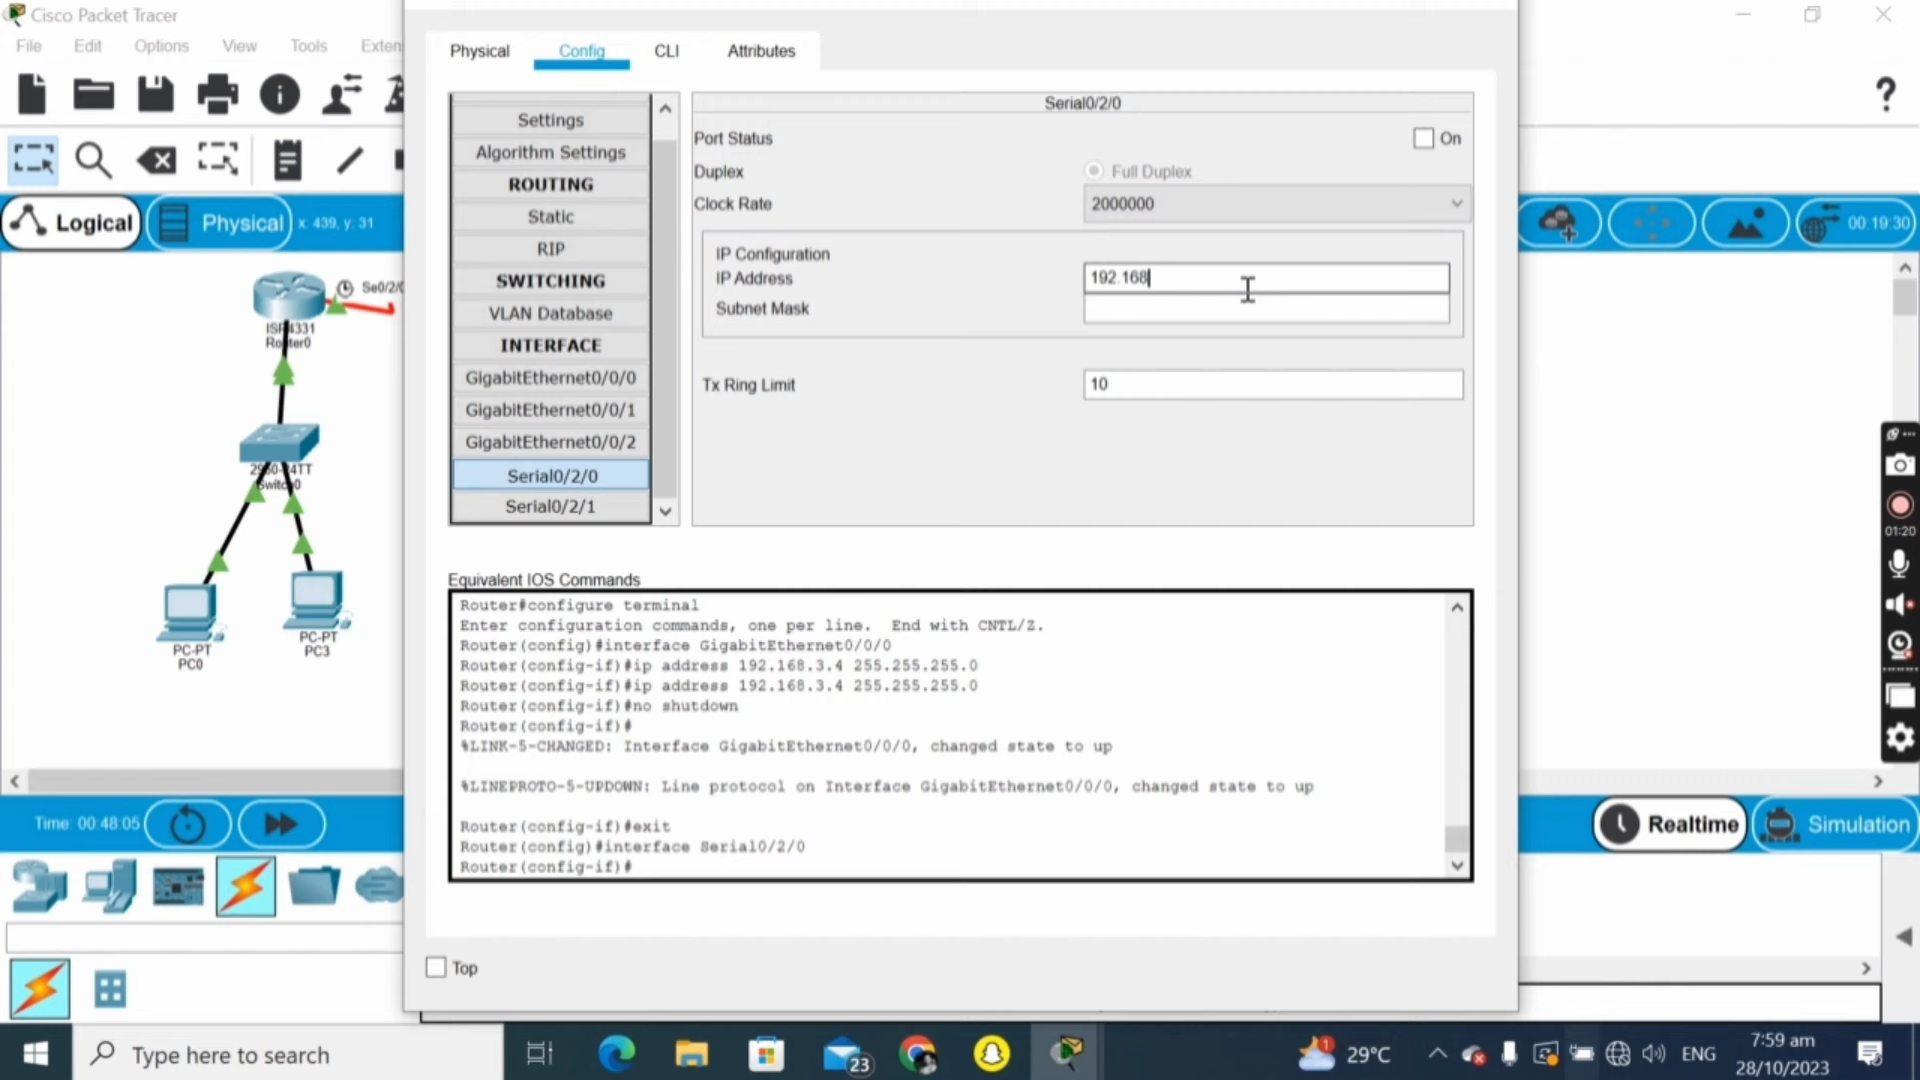 Cisco Packet Tracer
File Edit Options View Tools Exten
Physical Config CLI Attributes
?
Logical
Physical
x: 439, y: 31
00:19:30
Se0/2/0
Router0
Switch0
PC-PT
PC0
PC-PT
PC3
Settings
Algorithm Settings
ROUTING
Static
RIP
SWITCHING
VLAN Database
INTERFACE
GigabitEthernet0/0/0
GigabitEthernet0/0/1
GigabitEthernet0/0/2
Serial0/2/0
Serial0/2/1
Serial0/2/0
Port Status On
Duplex Full Duplex
Clock Rate 2000000
IP Configuration
IP Address 192.168
Subnet Mask
Tx Ring Limit 10
Equivalent IOS Commands
Router#configure terminal
Enter configuration commands, one per line. End with CNTL/Z.
Router(config)#interface GigabitEthernet0/0/0
Router(config-if)#ip address 192.168.3.4 255.255.255.0
Router(config-if)#ip address 192.168.3.4 255.255.255.0
Router(config-if)#no shutdown
Router(config-if)#
%LINK-5-CHANGED: Interface GigabitEthernet0/0/0, changed state to up
%LINEPROTO-5-UPDOWN: Line protocol on Interface GigabitEthernet0/0/0, changed state to up
Router(config-if)#exit
Router(config)#interface Serial0/2/0
Router(config-if)#
Top
01:20
Time: 00:48:05
Realtime
Simulation
Type here to search
23
1
29°C
ENG
7:59 am
28/10/2023